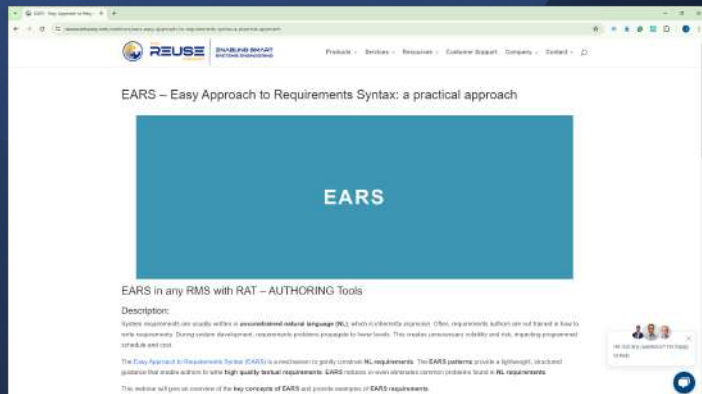 EARS - Easy Approach to Req...
REUSE
ENABLING SMART
SYSTEMS ENGINEERING
Products
Services
Resources
Customer Support
Company
Contact
EARS – Easy Approach to Requirements Syntax: a practical approach
EARS
EARS in any RMS with RAT – AUTHORING Tools
Description:
System requirements are usually written in unconstrained natural language (NL), which is inherently imprecise. Often, requirements authors are not trained in how to
write requirements. During system development, requirements problems propagate to lower levels. This creates unnecessary volatility and risk, impacting programme
schedule and cost.
The Easy Approach to Requirements Syntax (EARS) is a mechanism to gently constrain NL requirements. The EARS patterns provide a lightweight, structured
guidance that enable authors to write high quality textual requirements. EARS reduces or even eliminates common problems found in NL requirements.
This webinar will give an overview of the key concepts of EARS and provide examples of EARS requirements.